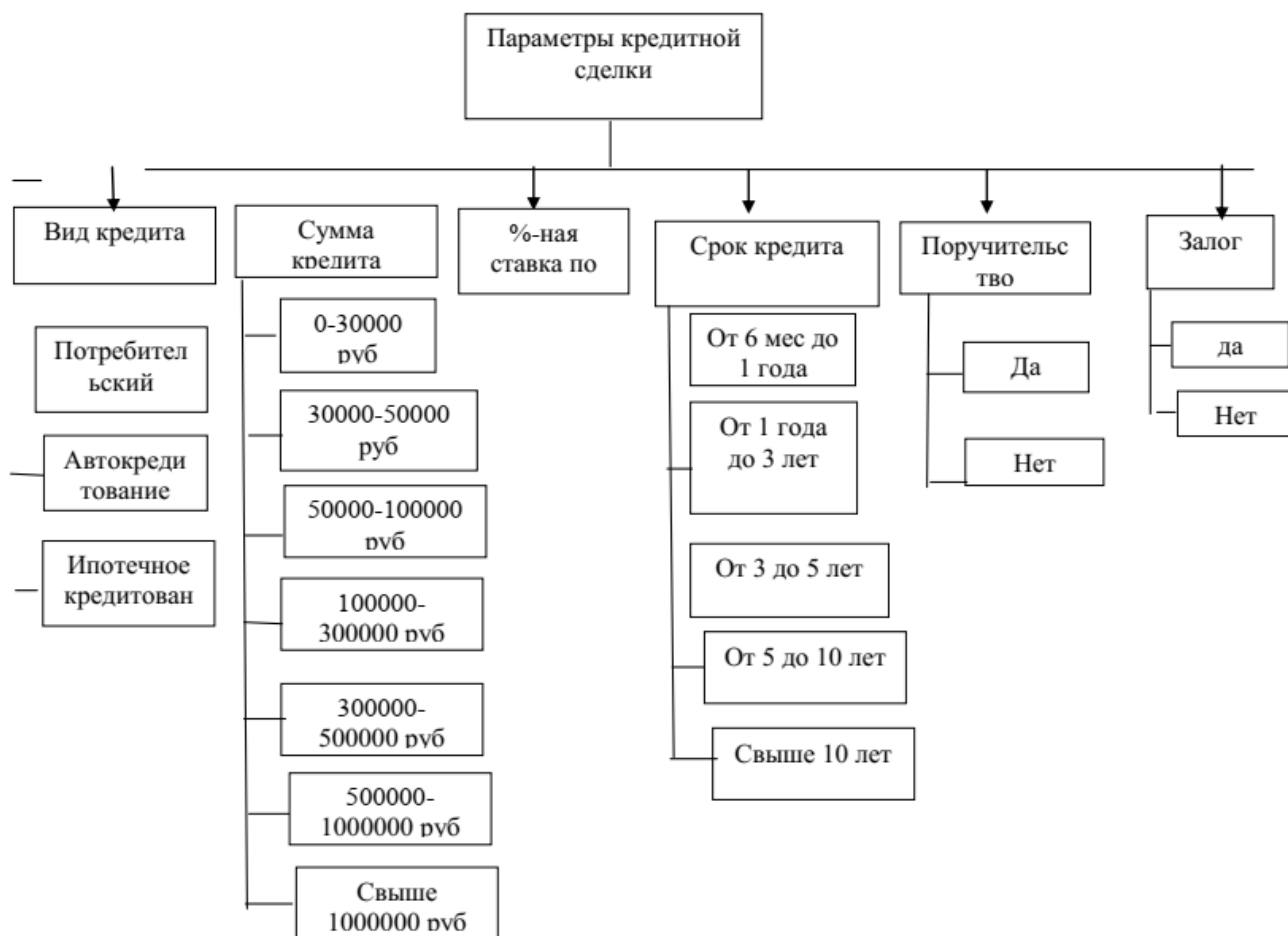 Параметры кредитной
сделки
Вид кредита
Сумма
кредита
%-ная
ставка по
Срок кредита
Поручительс
тво
Залог
Потребител
ьский
Автокреди
тование
Ипотечное
кредитован
0-30000
руб
30000-50000
руб
50000-100000
руб
100000-
300000 руб
300000-
500000 руб
500000-
1000000 руб
Свыше
1000000 руб
От 6 мес до
1 года
От 1 года
до 3 лет
От 3 до 5 лет
От 5 до 10 лет
Свыше 10 лет
Да
Нет
да
Нет